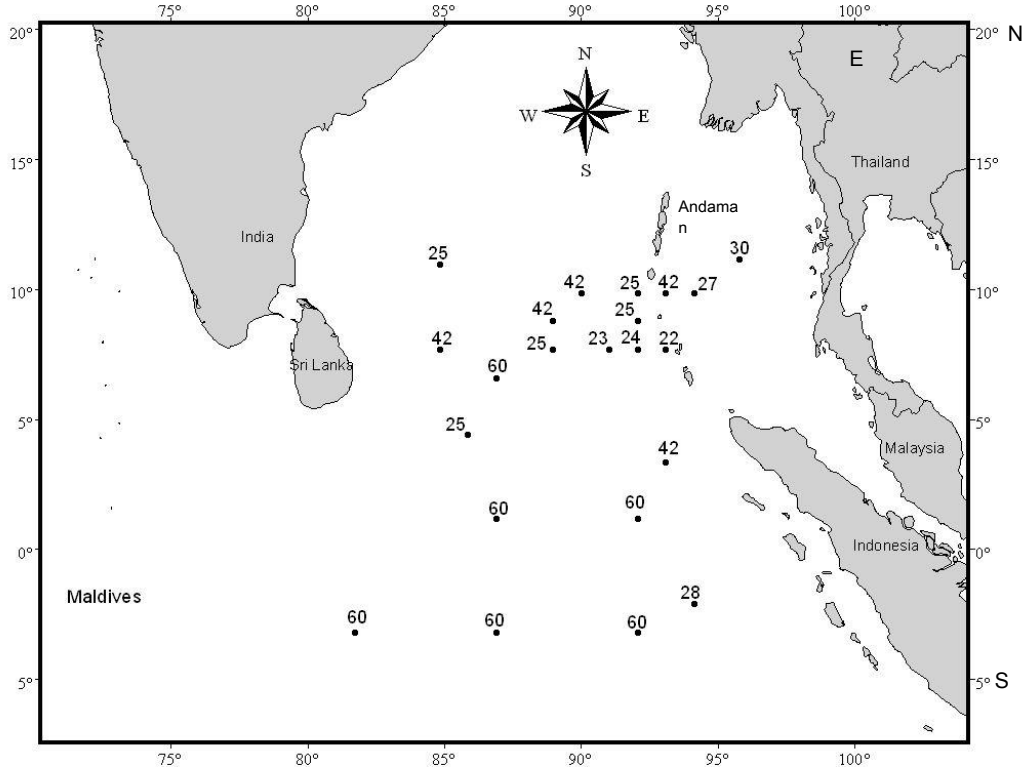 75° 80° 85° 90° 95° 100°
20° 20° N
E
N
W E
S
15° 15°
Thailand
Andama
n
India
25 30
10° 42 25 42 27 10°
42 25
42 25 23 24 22
Sri Lanka 60
5° 25 5°
42 Malaysia
60 60
0° Indonesia 0°
Maldives 28
60 60 60
5° 5° S
75° 80° 85° 90° 95° 100°